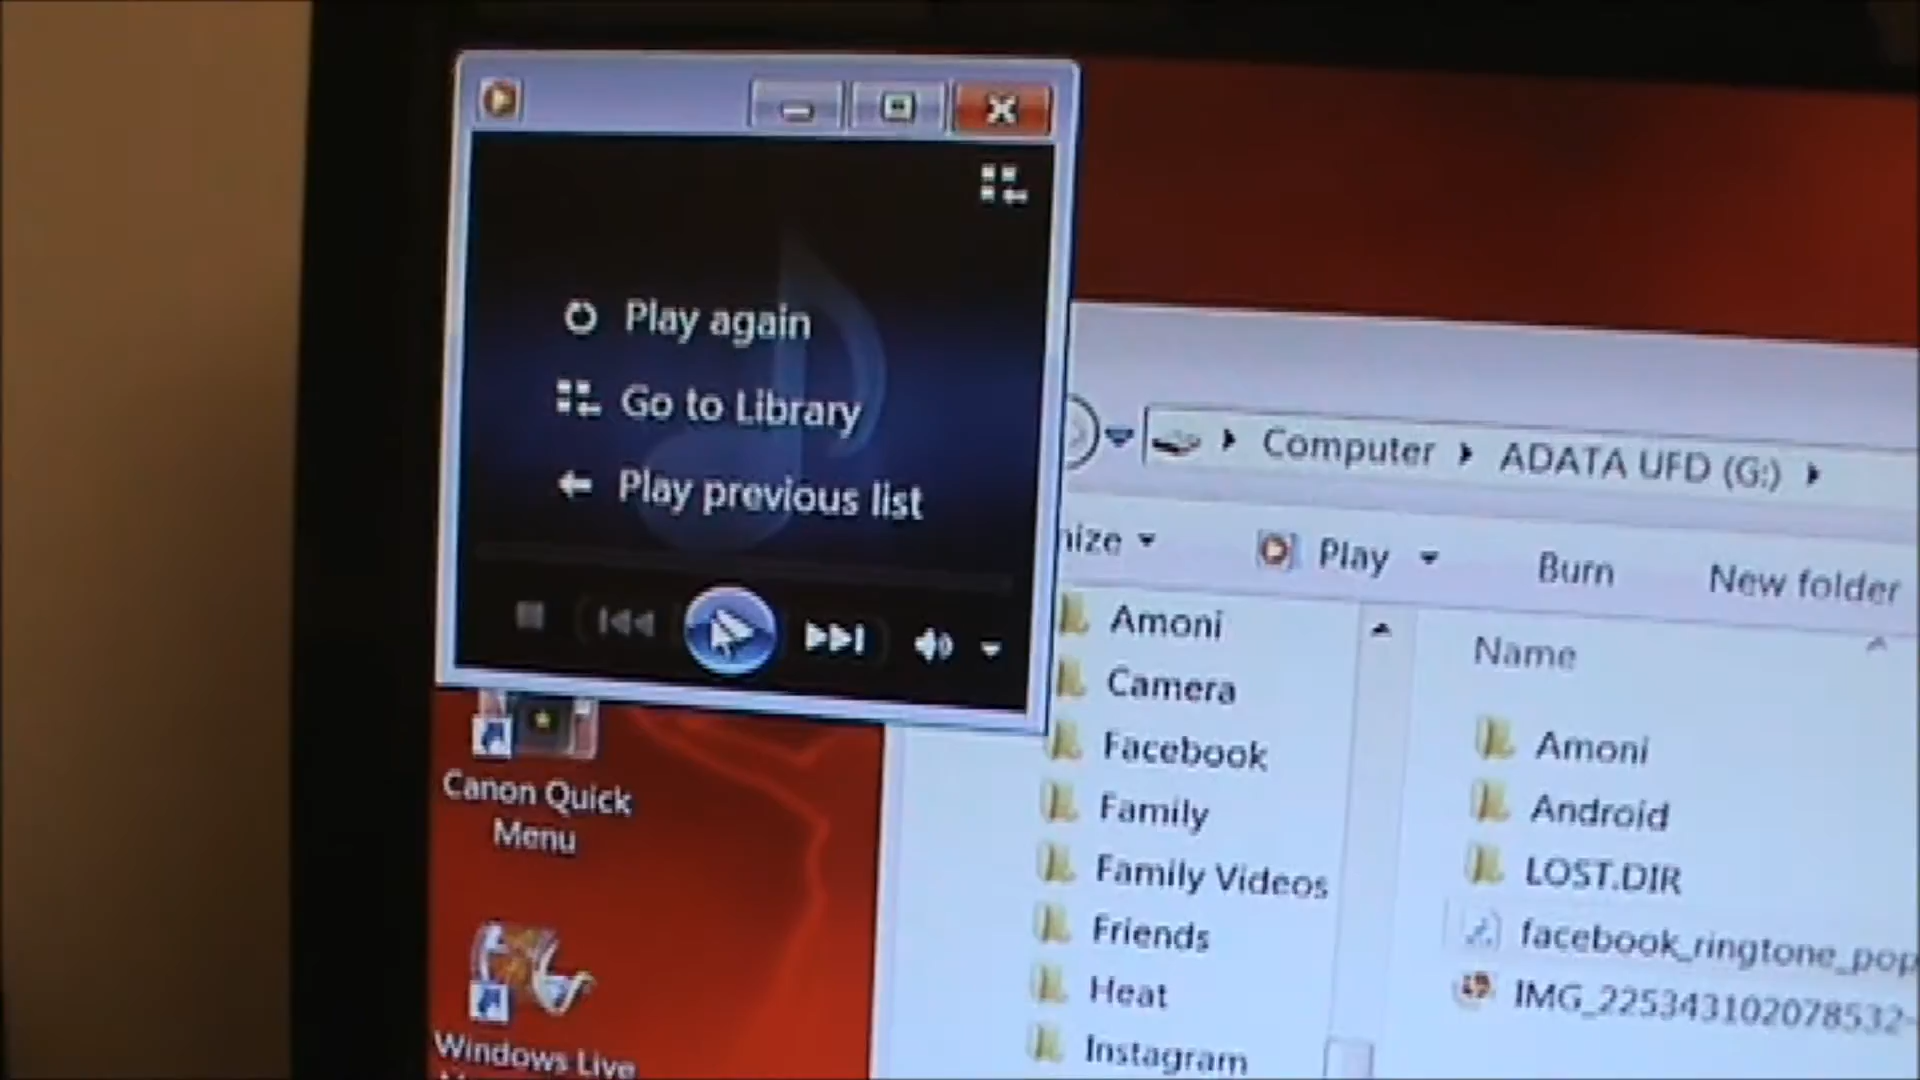 Play again
Go to Library
Play previous list
Computer
ADATA UFD (G:)
nize
Play
Burn
New folder
Amoni
Camera
Facebook
Family
Family Videos
Friends
Heat
Instagram
Name
Amoni
Android
LOST.DIR
facebook_ringtone_pop
IMG_225343102078532-
Canon Quick
Menu
Windows Live